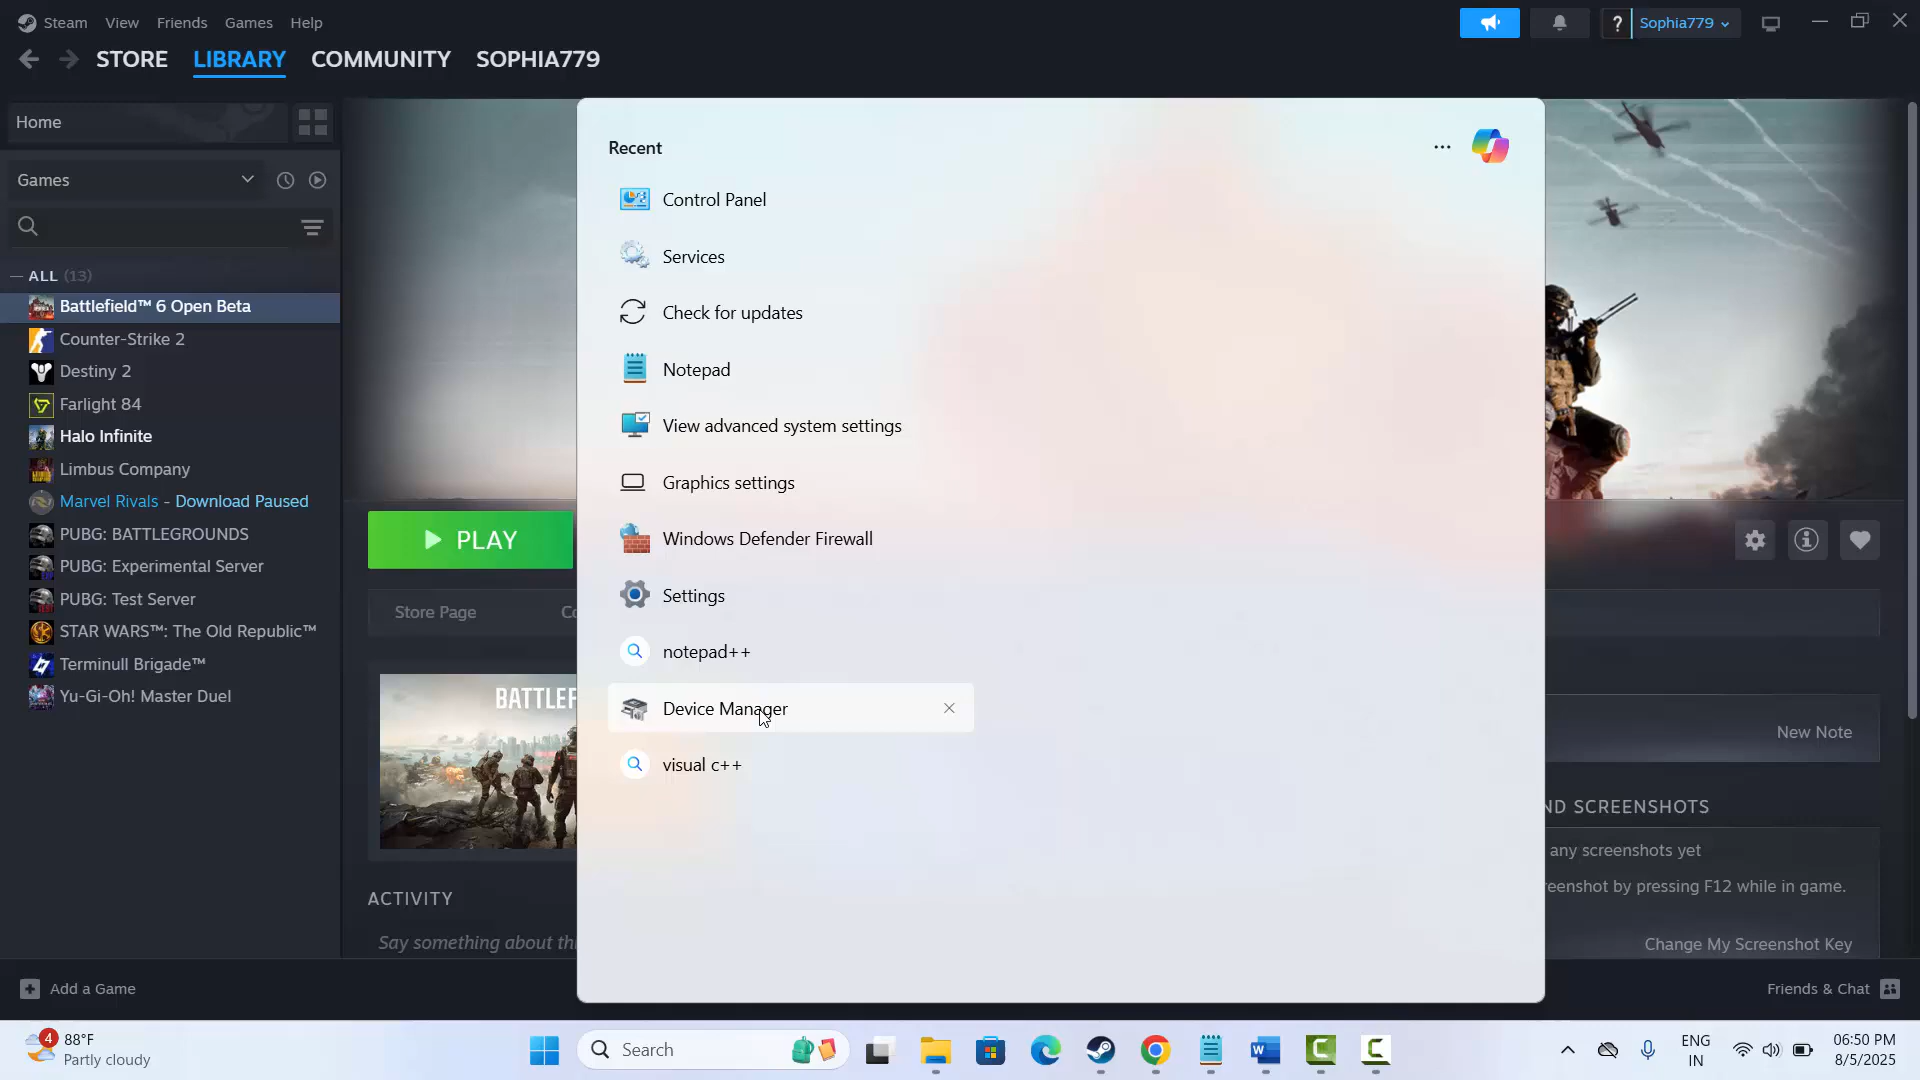 Steam View Friends Games Help
? Sophia779
STORE LIBRARY COMMUNITY SOPHIA779
Home
Games
— ALL (13)
Battlefield™ 6 Open Beta
Counter-Strike 2
Destiny 2
Farlight 84
Halo Infinite
Limbus Company
Marvel Rivals - Download Paused
PUBG: BATTLEGROUNDS
PUBG: Experimental Server
PUBG: Test Server
STAR WARS™: The Old Republic™
Terminull Brigade™
Yu-Gi-Oh! Master Duel
Add a Game
PLAY
Store Page Co
BATTLEF
ACTIVITY
Say something about thi
Recent
Control Panel
Services
Check for updates
Notepad
View advanced system settings
Graphics settings
Windows Defender Firewall
Settings
notepad++
Device Manager
visual c++
New Note
ND SCREENSHOTS
any screenshots yet
reenshot by pressing F12 while in game.
Change My Screenshot Key
Friends & Chat
4
88°F
Partly cloudy
Search
ENG
IN
06:50 PM
8/5/2025